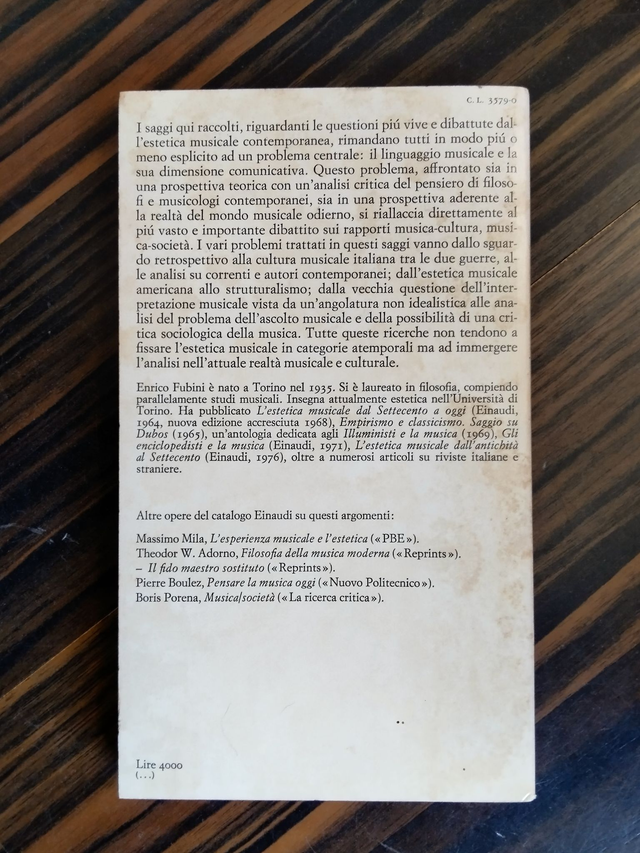 C. L. 3579-0
I saggi qui raccolti, riguardanti le questioni piú vive e dibattute dal-
l'estetica musicale contemporanea, rimandano tutti in modo piú o
meno esplicito ad un problema centrale: il linguaggio musicale e la
sua dimensione comunicativa. Questo problema, affrontato sia in
una prospettiva teorica con un'analisi critica del pensiero di filoso-
fi e musicologi contemporanei, sia in una prospettiva aderente al-
la realtà del mondo musicale odierno, si riallaccia direttamente al
piú vasto e importante dibattito sui rapporti musica-cultura, musi-
ca-società. I vari problemi trattati in questi saggi vanno dallo sguar-
do retrospettivo alla cultura musicale italiana tra le due guerre, al-
le analisi su correnti e autori contemporanei; dall'estetica musicale
americana allo strutturalismo; dalla vecchia questione dell'inter-
pretazione musicale vista da un'angolatura non idealistica alle ana-
lisi del problema dell'ascolto musicale e della possibilità di una cri-
tica sociologica della musica. Tutte queste ricerche non tendono a
fissare l'estetica musicale in categorie atemporali ma ad immergere
l'analisi nell'attuale realtà musicale e culturale.
Enrico Fubini è nato a Torino nel 1935. Si è laureato in filosofia, compiendo
parallelamente studi musicali. Insegna attualmente estetica nell'Università di
Torino. Ha pubblicato L'estetica musicale dal Settecento a oggi (Einaudi,
1964, nuova edizione accresciuta 1968), Empirismo e classicismo. Saggio su
Dubos (1965), un'antologia dedicata agli Illuministi e la musica (1969), Gli
enciclopedisti e la musica (Einaudi, 1971), L'estetica musicale dall'antichità
al Settecento (Einaudi, 1976), oltre a numerosi articoli su riviste italiane e
straniere.
Altre opere del catalogo Einaudi su questi argomenti:
Massimo Mila, L'esperienza musicale e l'estetica (« PBE »).
Theodor W. Adorno, Filosofia della musica moderna (« Reprints »).
– Il fido maestro sostituto (« Reprints »).
Pierre Boulez, Pensare la musica oggi (« Nuovo Politecnico »).
Boris Porena, Musica/società (« La ricerca critica »).
Lire 4000
(...)